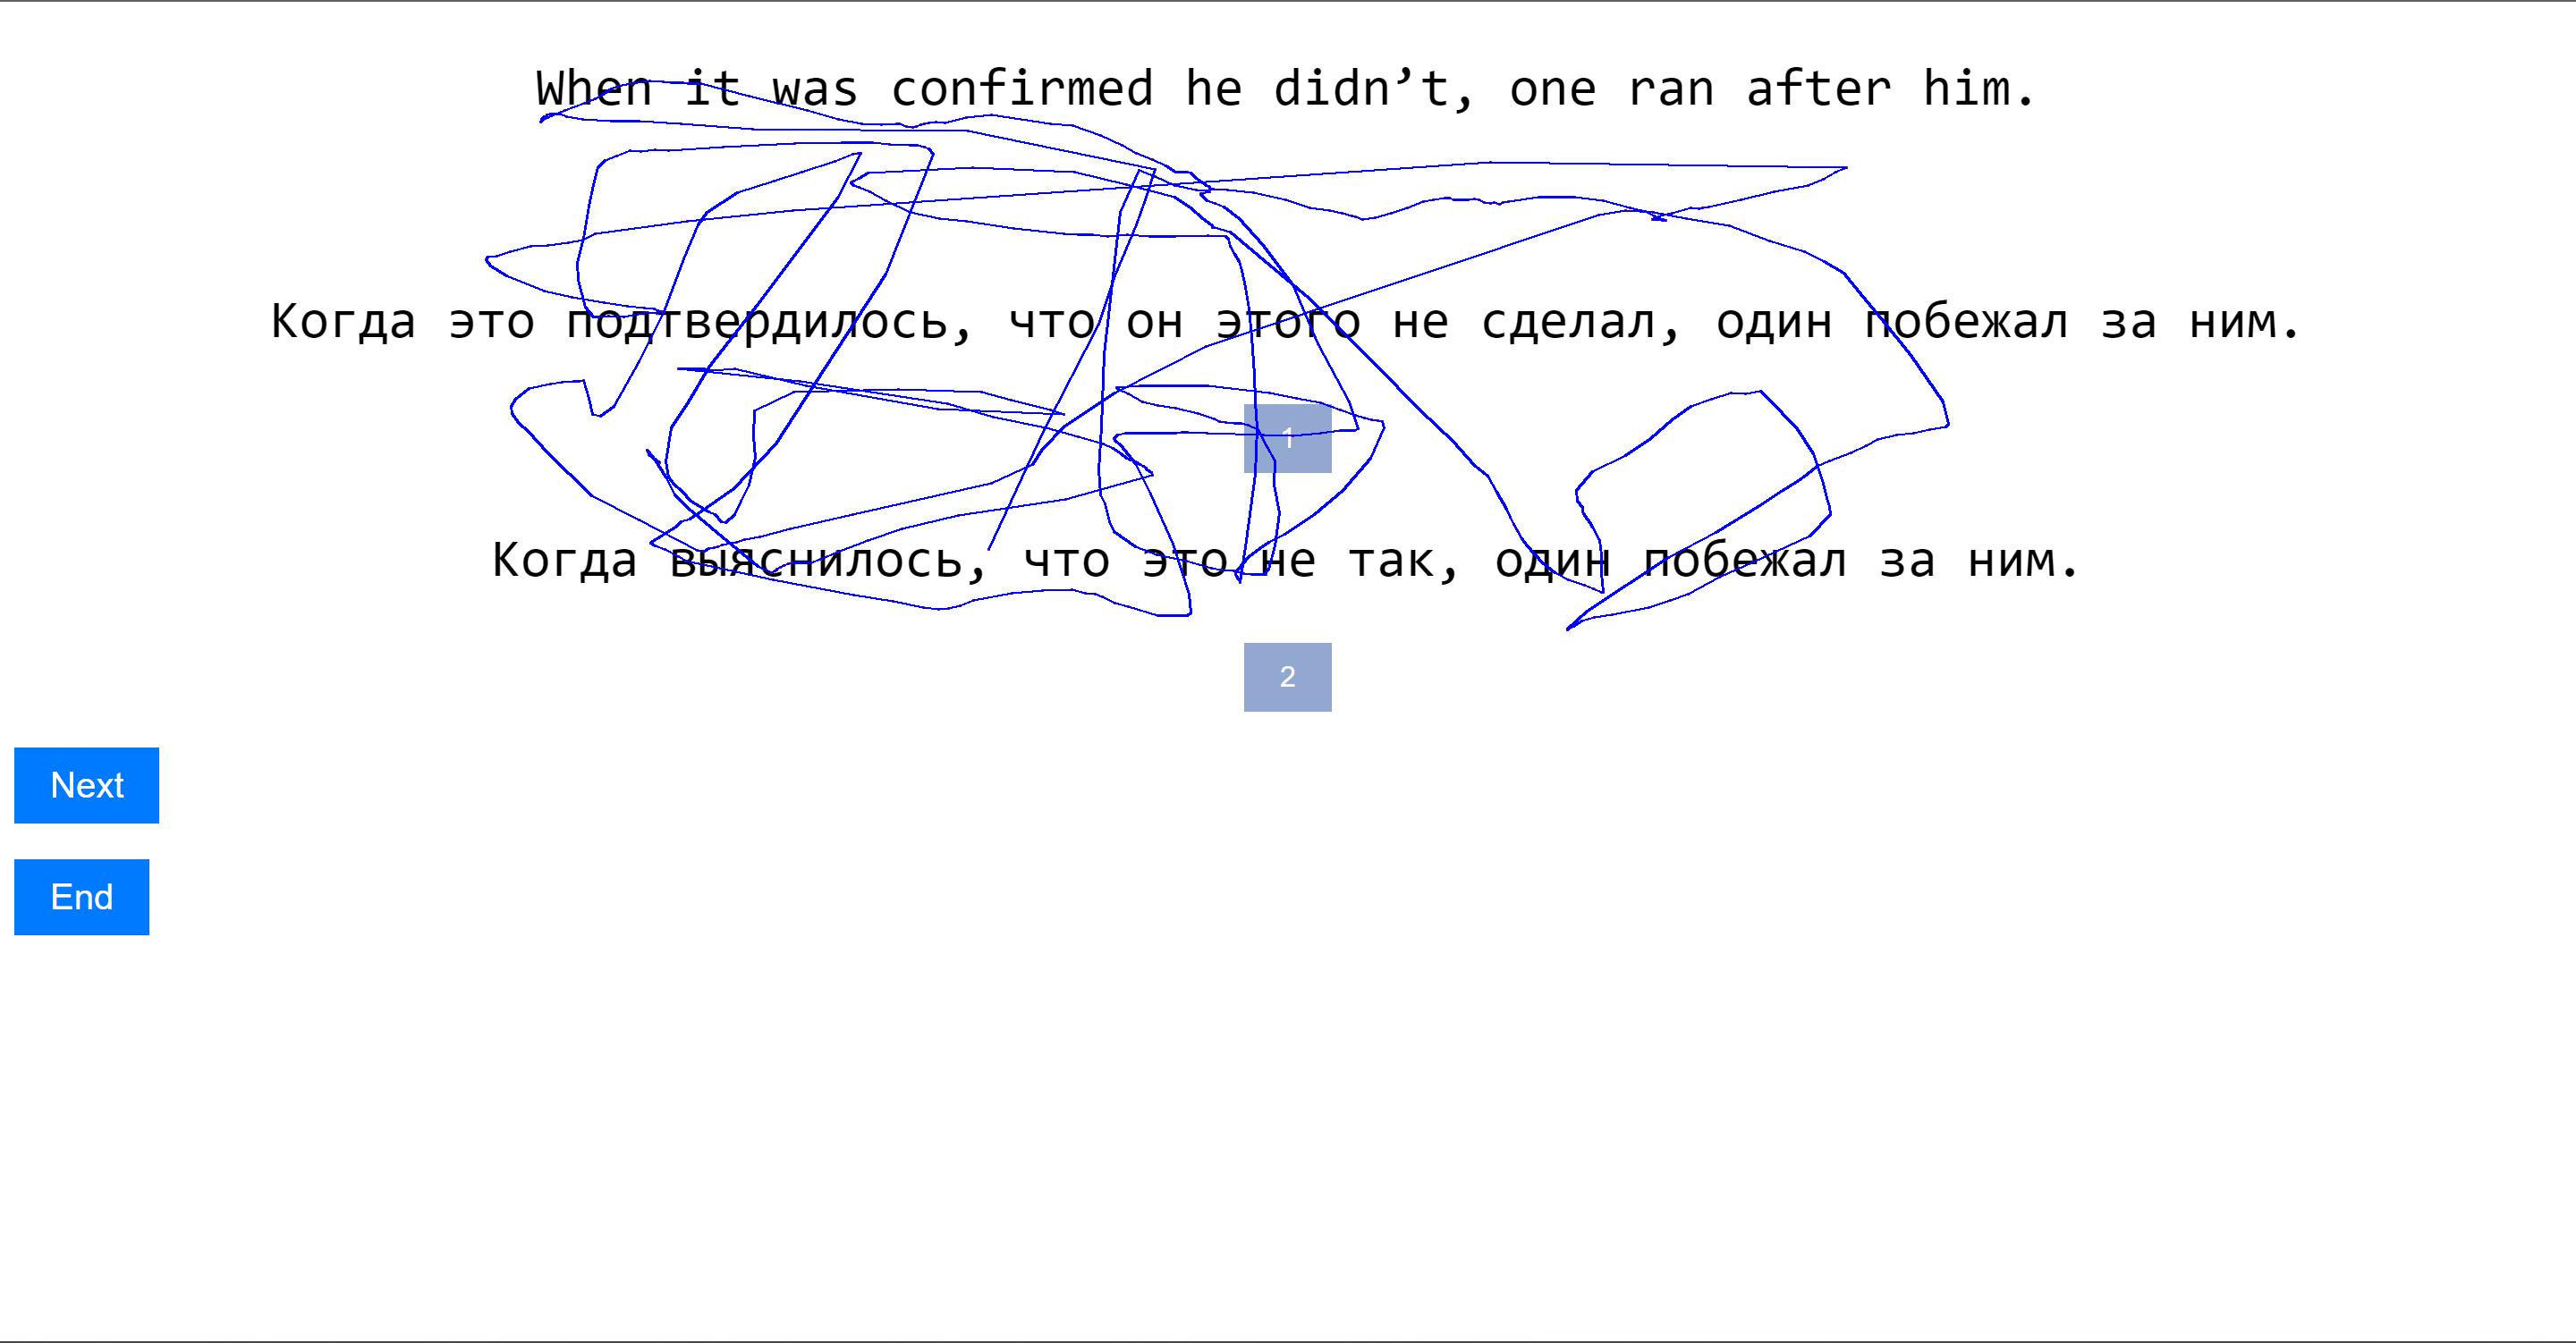 When it was confirmed he didn’t, one ran after him.
Когда это подтвердилось, что он этого не сделал, один побежал за ним.
1
Когда выяснилось, что это не так, один побежал за ним.
2
Next
End